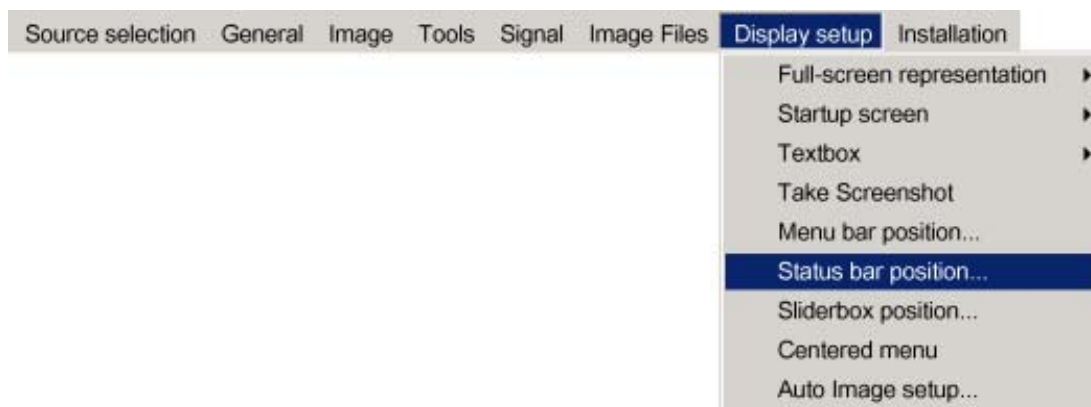 Source selection General Image Tools Signal Image Files Display setup Installation
Full-screen representation
Startup screen
Textbox
Take Screenshot
Menu bar position...
Status bar position...
Sliderbox position...
Centered menu
Auto Image setup...